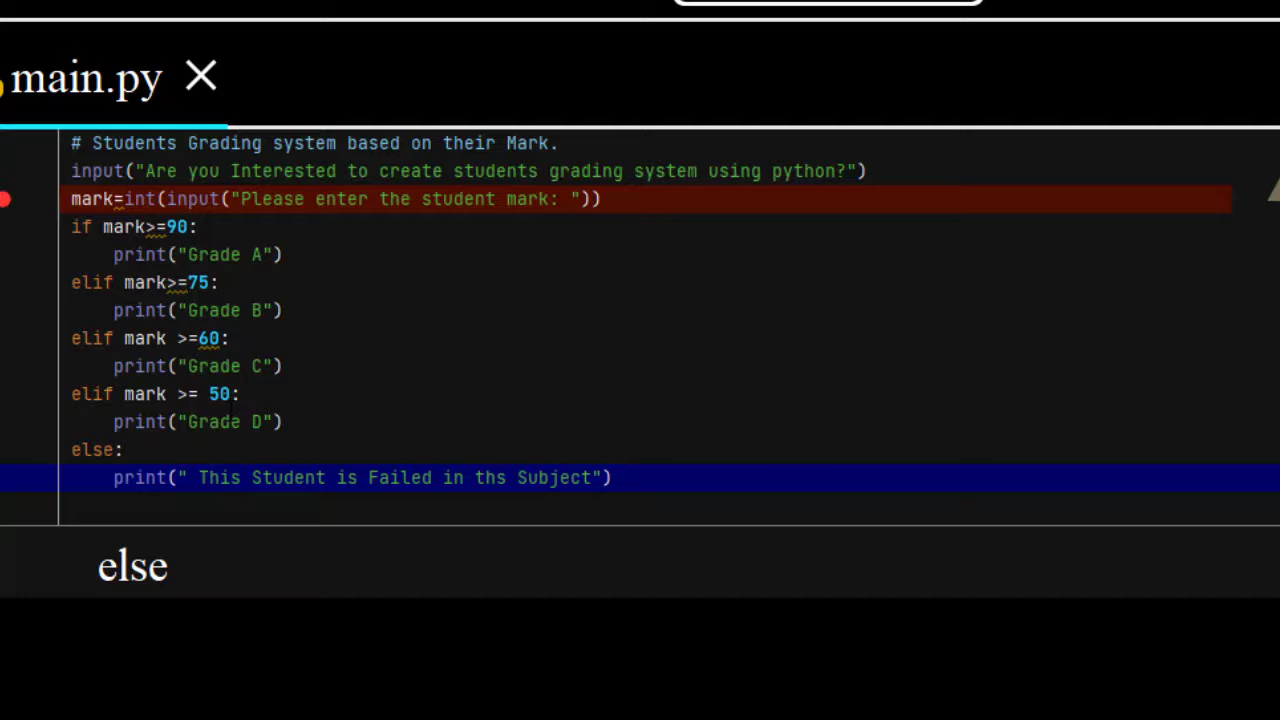 main.py
# Students Grading system based on their Mark.
input("Are you Interested to create students grading system using python?")
mark=int(input("Please enter the student mark: "))
if mark>=90:
    print("Grade A")
elif mark>=75:
    print("Grade B")
elif mark >=60:
    print("Grade C")
elif mark >= 50:
    print("Grade D")
else:
    print(" This Student is Failed in ths Subject")
else